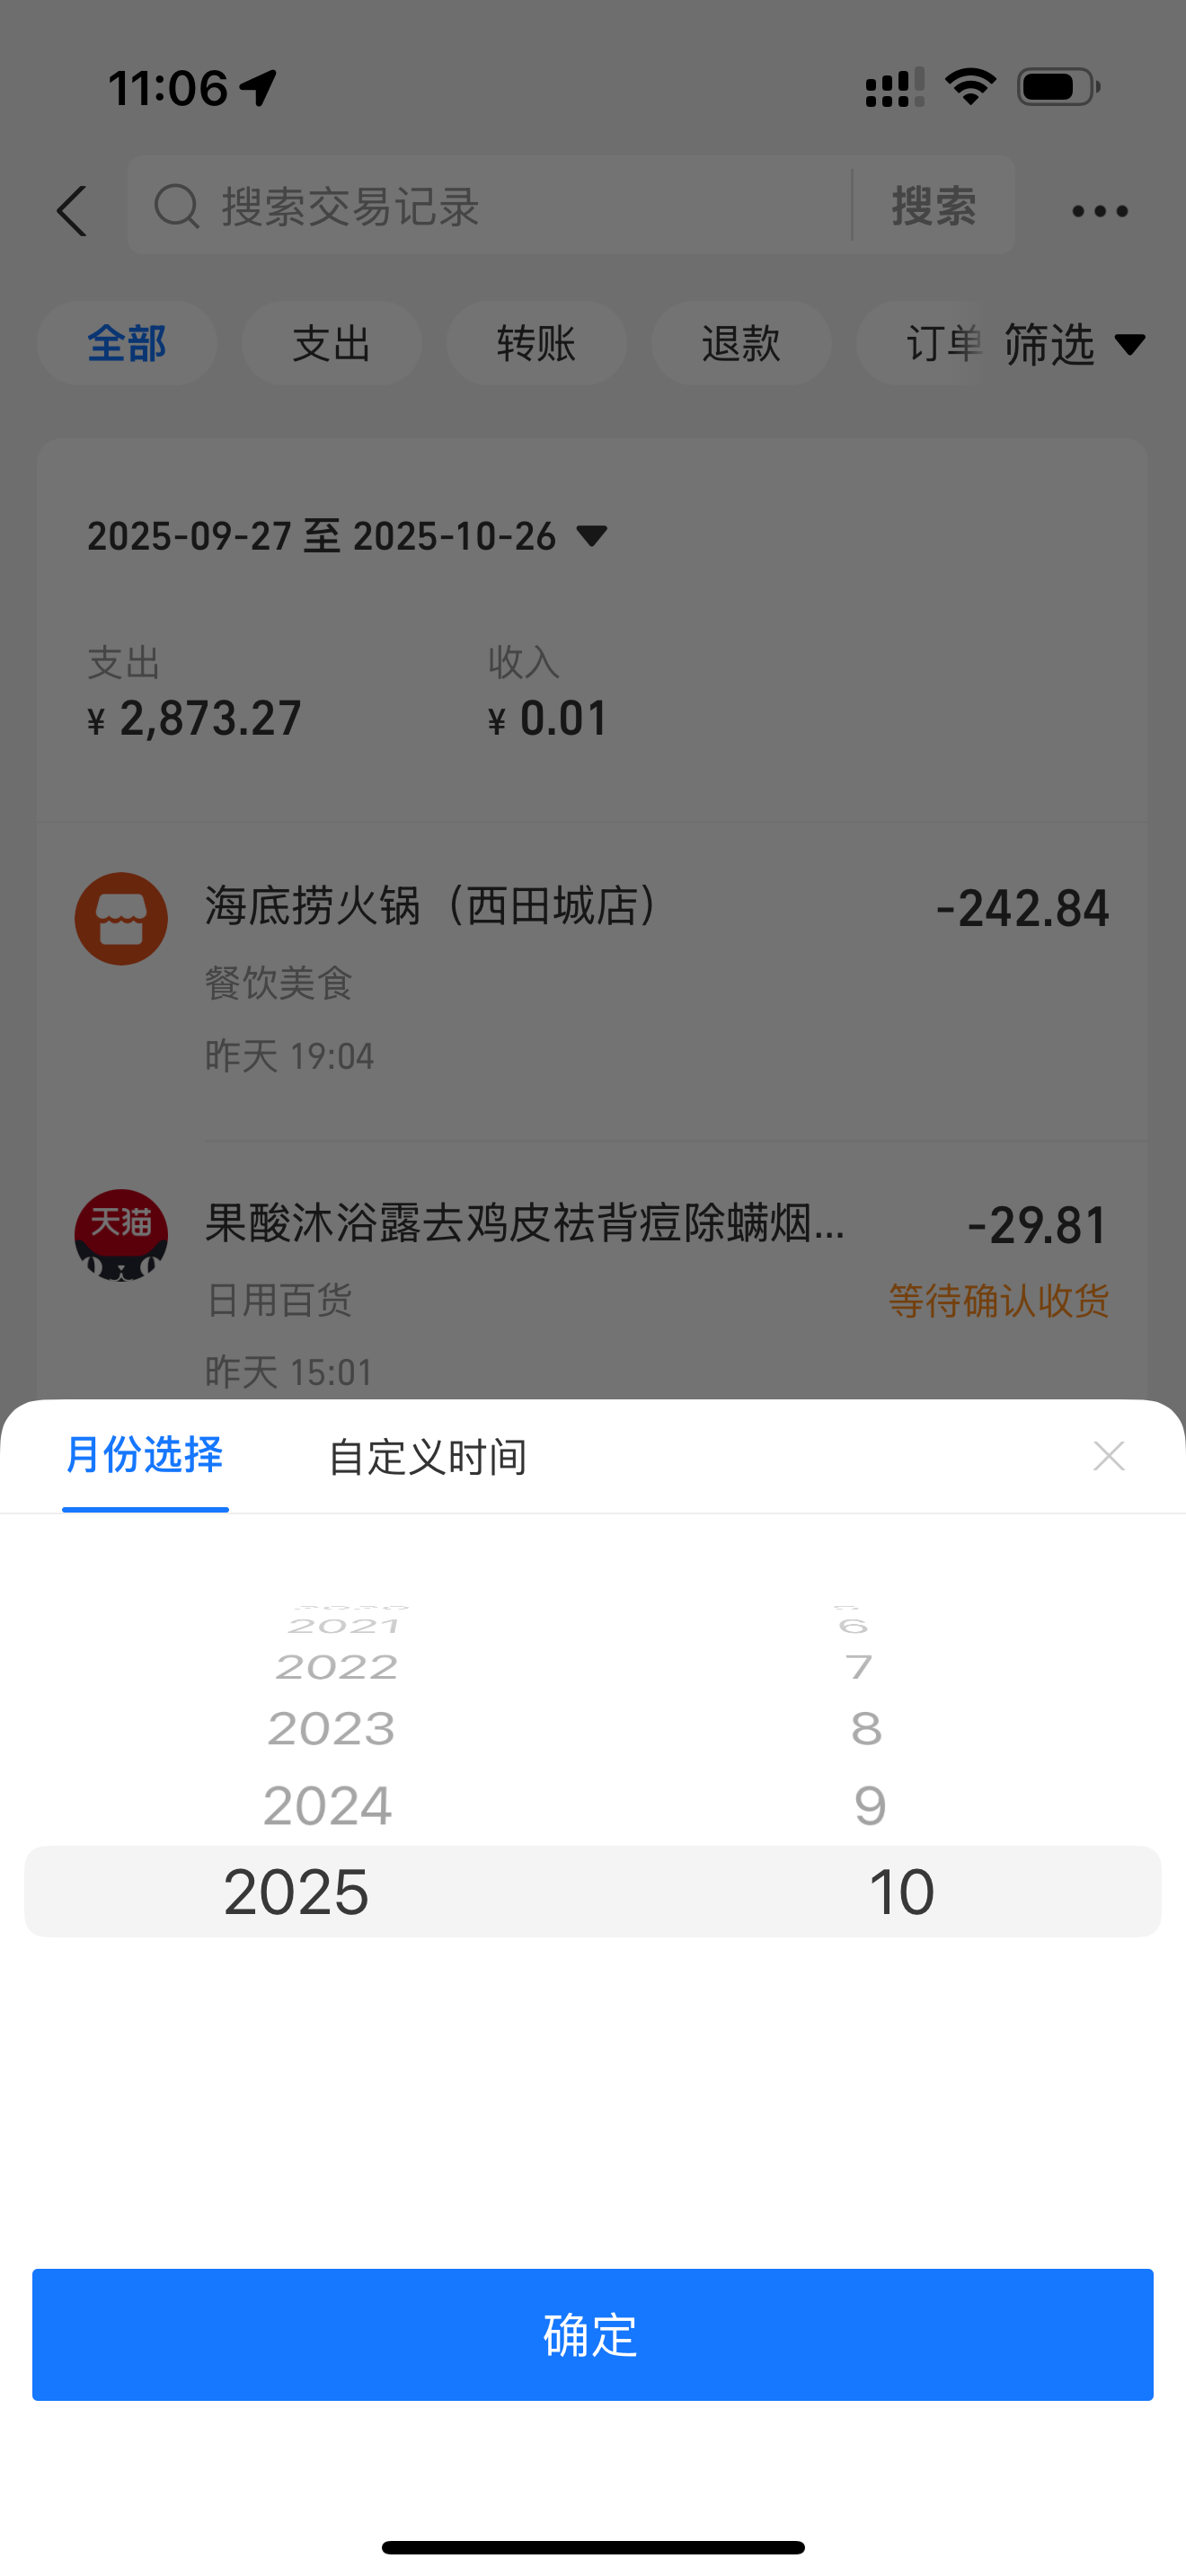 11:06
搜索交易记录 搜索
全部 支出 转账 退款 订单 筛选
2025-09-27 至 2025-10-26
支出 收入
¥ 2,873.27 ¥ 0.01
海底捞火锅（西田城店） -242.84
餐饮美食
昨天 19:04
天猫
果酸沐浴露去鸡皮祛背痘除螨烟... -29.81
日用百货 等待确认收货
昨天 15:01
月份选择 自定义时间
2021 6
2022 7
2023 8
2024 9
2025 10
确定